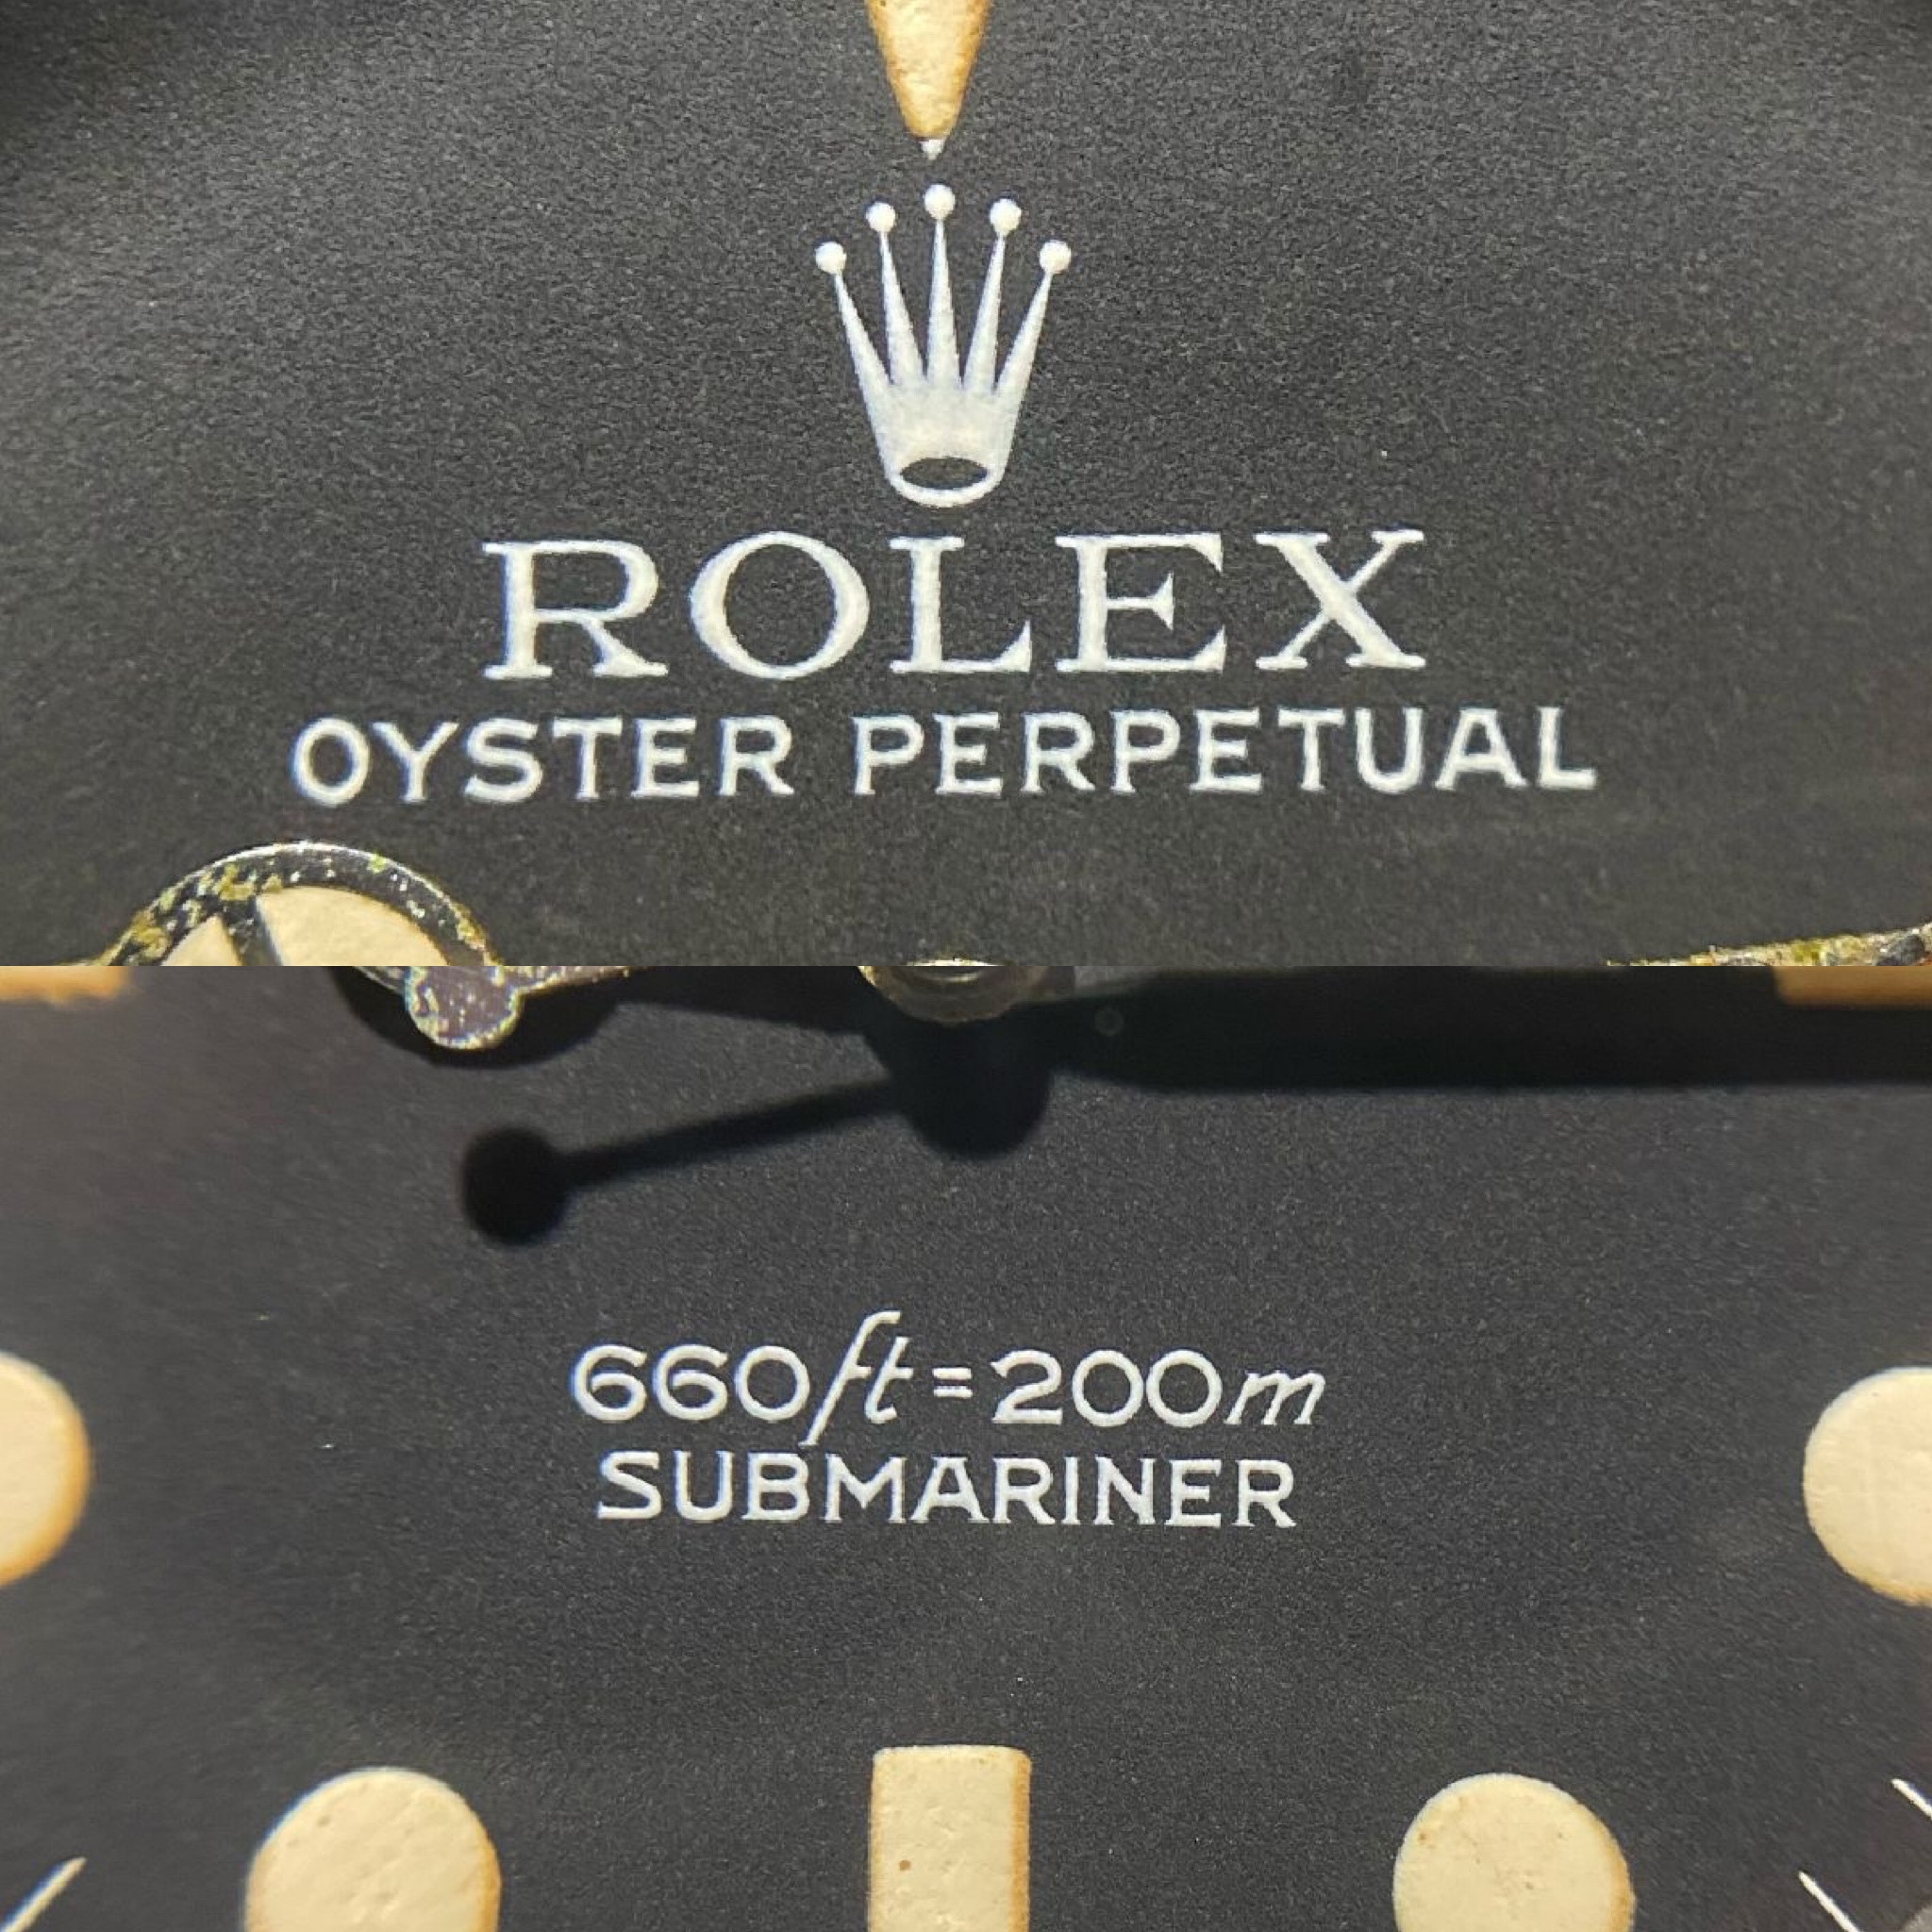 ROLEX
OYSTER PERPETUAL
660ft=200m
SUBMARINER